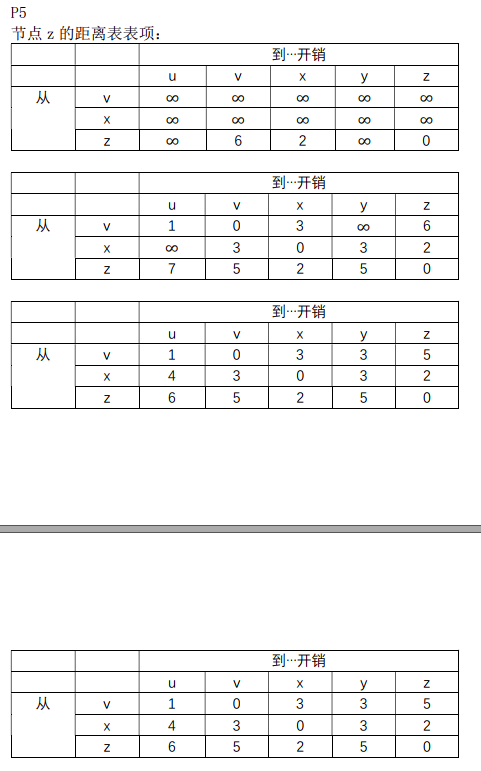 P5
节点 z 的距离表表项：
到…开销
u v x y z
从 v ∞ ∞ ∞ ∞ ∞
x ∞ ∞ ∞ ∞ ∞
z ∞ 6 2 ∞ 0
到…开销
u v x y z
从 v 1 0 3 ∞ 6
x ∞ 3 0 3 2
z 7 5 2 5 0
到…开销
u v x y z
从 v 1 0 3 3 5
x 4 3 0 3 2
z 6 5 2 5 0
到…开销
u v x y z
从 v 1 0 3 3 5
x 4 3 0 3 2
z 6 5 2 5 0